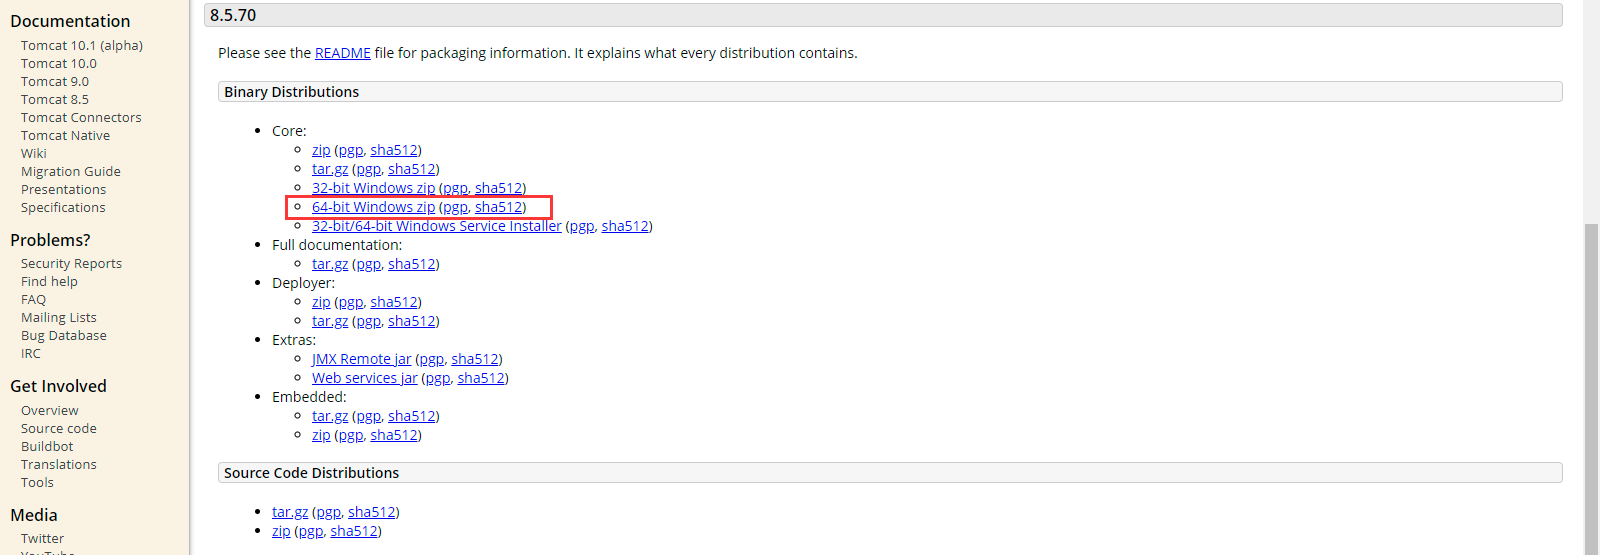 Documentation
Tomcat 10.1 (alpha)
Tomcat 10.0
Tomcat 9.0
Tomcat 8.5
Tomcat Connectors
Tomcat Native
Wiki
Migration Guide
Presentations
Specifications
Problems?
Security Reports
Find help
FAQ
Mailing Lists
Bug Database
IRC
Get Involved
Overview
Source code
Buildbot
Translations
Tools
Media
Twitter
YouTube
8.5.70
Please see the README file for packaging information. It explains what every distribution contains.
Binary Distributions
Core:
zip (pgp, sha512)
tar.gz (pgp, sha512)
32-bit Windows zip (pgp, sha512)
64-bit Windows zip (pgp, sha512)
32-bit/64-bit Windows Service Installer (pgp, sha512)
Full documentation:
tar.gz (pgp, sha512)
Deployer:
zip (pgp, sha512)
tar.gz (pgp, sha512)
Extras:
JMX Remote jar (pgp, sha512)
Web services jar (pgp, sha512)
Embedded:
tar.gz (pgp, sha512)
zip (pgp, sha512)
Source Code Distributions
tar.gz (pgp, sha512)
zip (pgp, sha512)